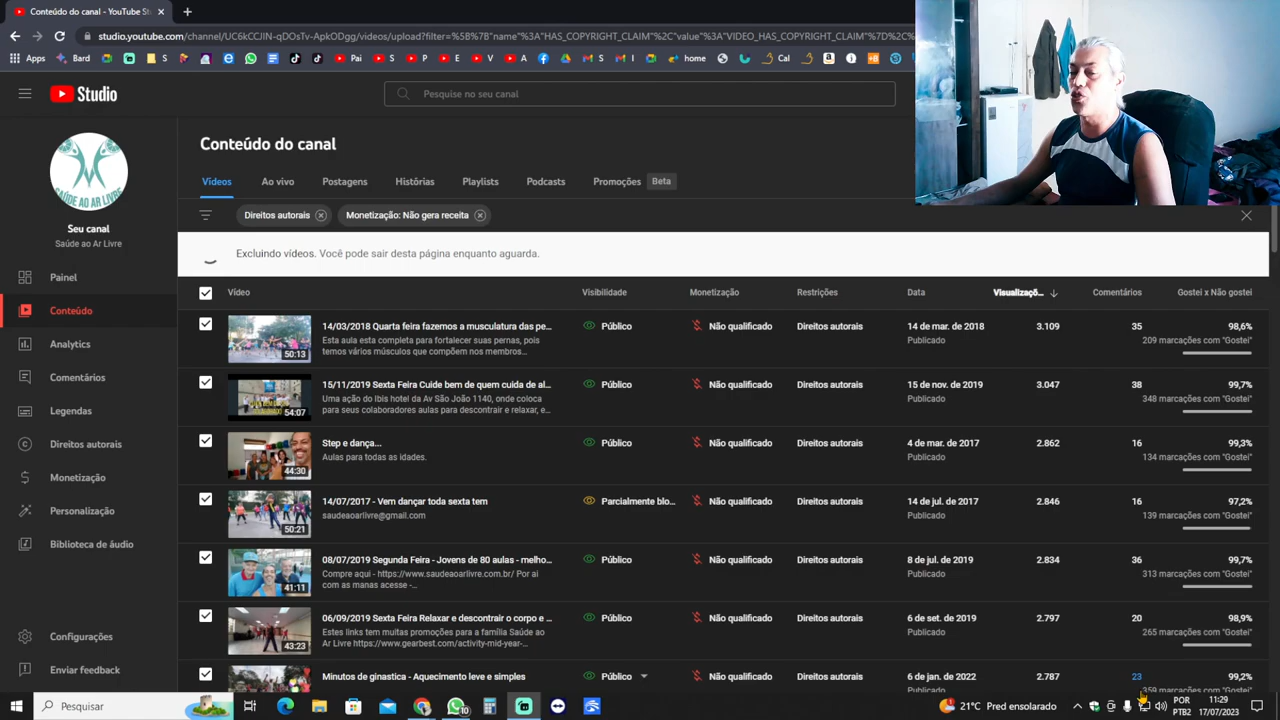 Conteúdo do canal - YouTube S
studio.youtube.com/channel/UC6kCCJIN-qDOsTv-ApkODgg/videos/upload?filter=%5B%7B"name"%3A"HAS_COPYRIGHT_CLAIM"%2C"value"%3A"VIDEO_HAS_COPYRIGHT_CLAIM"%7D%2C%
Apps Bard S Pai S P E V A M S M I home Cal A
Studio
Pesquise no seu canal
SAÚDE AO AR LIVRE
Seu canal
Saúde ao Ar Livre
Painel
Conteúdo
Analytics
Comentários
Legendas
Direitos autorais
Monetização
Personalização
Biblioteca de áudio
Configurações
Enviar feedback
Conteúdo do canal
Vídeos Ao vivo Postagens Histórias Playlists Podcasts Promoções Beta
Direitos autorais Monetização: Não gera receita
Excluindo vídeos. Você pode sair desta página enquanto aguarda.
Vídeo Visibilidade Monetização Restrições Data Visualizaçõ... Comentários Gostei x Não gostei
14/03/2018 Quarta feira fazemos a musculatura das pe... Público Não qualificado Direitos autorais 14 de mar. de 2018 3.109 35 98,6%
Esta aula esta completa para fortalecer suas pernas, pois Publicado 209 marcações com "Gostei"
temos vários músculos que compõem nos membros...
50:13
15/11/2019 Sexta Feira Cuide bem de quem cuida de al... Público Não qualificado Direitos autorais 15 de nov. de 2019 3.047 38 99,7%
Uma ação do Ibis hotel da Av São João 1140, onde coloca Publicado 348 marcações com "Gostei"
para seus colaboradores aulas para descontrair e relaxar, e...
54:07
Step e dança... Público Não qualificado Direitos autorais 4 de mar. de 2017 2.862 16 99,3%
Aulas para todas as idades. Publicado 134 marcações com "Gostei"
44:30
14/07/2017 - Vem dançar toda sexta tem Parcialmente blo... Não qualificado Direitos autorais 14 de jul. de 2017 2.846 16 97,2%
saudeaoarlivre@gmail.com Publicado 139 marcações com "Gostei"
50:21
08/07/2019 Segunda Feira - Jovens de 80 aulas - melho... Público Não qualificado Direitos autorais 8 de jul. de 2019 2.834 36 99,7%
Compre aqui - https://www.saudeaoarlivre.com.br/ Por ai Publicado 313 marcações com "Gostei"
com as manas acesse -...
41:11
06/09/2019 Sexta Feira Relaxar e descontrair o corpo e ... Público Não qualificado Direitos autorais 6 de set. de 2019 2.797 20 98,9%
Estes links tem muitas promoções para a família Saúde ao Publicado 265 marcações com "Gostei"
Ar Livre https://www.gearbest.com/activity-mid-year-...
43:23
Minutos de ginastica - Aquecimento Simples Público Não qualificado Direitos autorais 6 de jan. de 2022 2.787 23 99,2%
Publicado 359 marcações com "Gostei"
Pesquisar
21°C Pred ensolarado
POR
PTB2
11:29
17/07/2023